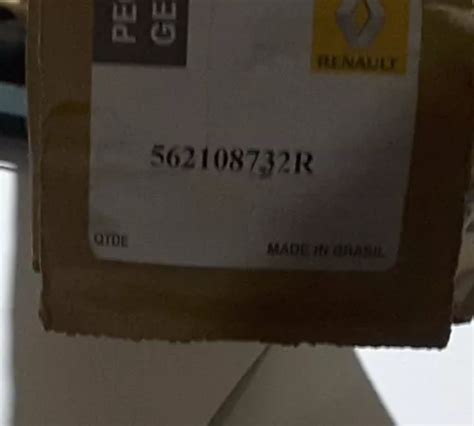 PE
GE
RENAULT
562108732R
QTDE
MADE IN BRASIL